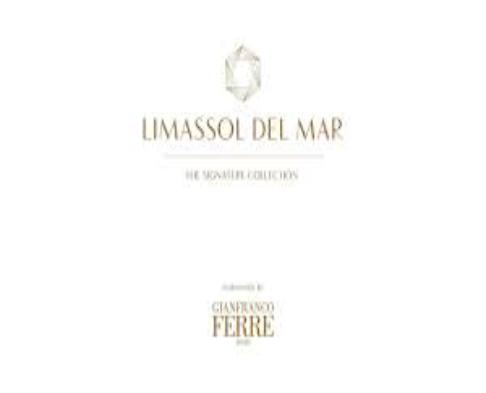 LIMASSOL DEL MAR
THE SIGNATURE COLLECTION
GIANFRANCO
FERRE